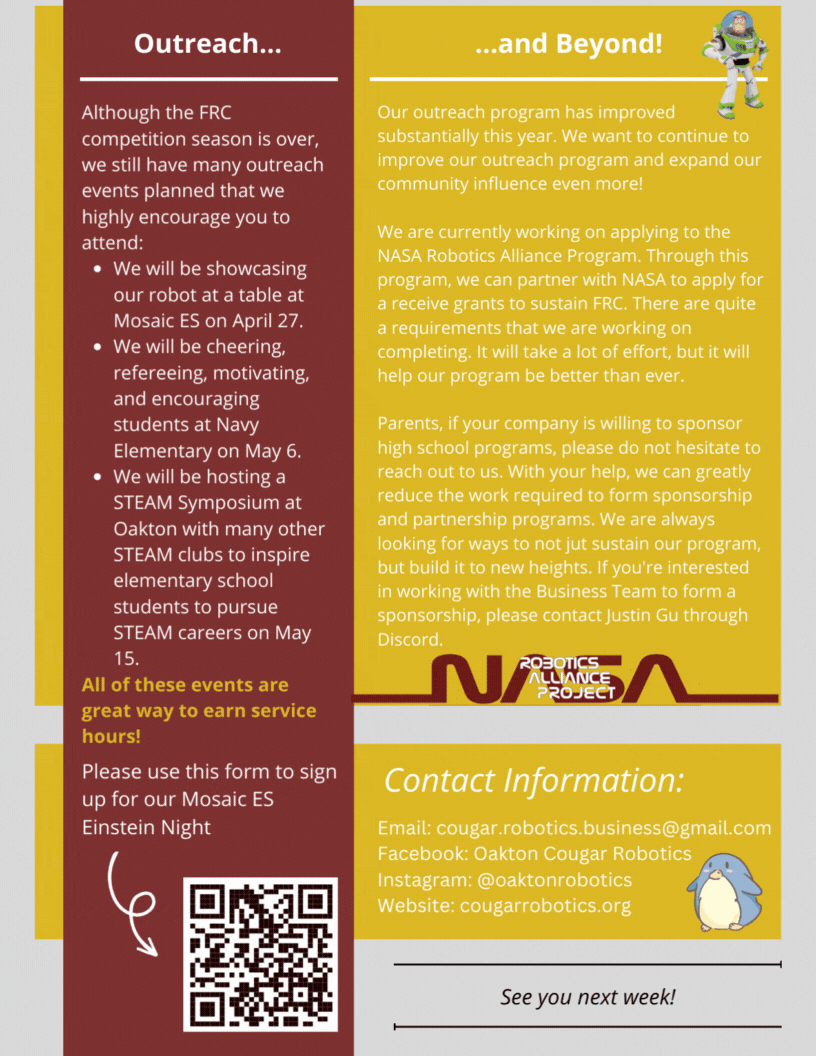 Outreach...
Although the FRC
competition season is over,
we still have many outreach
events planned that we
highly encourage you to
attend:
• We will be showcasing
our robot at a table at
Mosaic ES on April 27.
• We will be cheering,
refereeing, motivating,
and encouraging
students at Navy
Elementary on May 6.
• We will be hosting a
STEAM Symposium at
Oakton with many other
STEAM clubs to inspire
elementary school
students to pursue
STEAM careers on May
15.
All of these events are
great way to earn service
hours!
Please use this form to sign
up for our Mosaic ES
Einstein Night
...and Beyond!
Our outreach program has improved
substantially this year. We want to continue to
improve our outreach program and expand our
community influence even more!
We are currently working on applying to the
NASA Robotics Alliance Program. Through this
program, we can partner with NASA to apply for
a receive grants to sustain FRC. There are quite
a requirements that we are working on
completing. It will take a lot of effort, but it will
help our program be better than ever.
Parents, if your company is willing to sponsor
high school programs, please do not hesitate to
reach out to us. With your help, we can greatly
reduce the work required to form sponsorship
and partnership programs. We are always
looking for ways to not jut sustain our program,
but build it to new heights. If you're interested
in working with the Business Team to form a
sponsorship, please contact Justin Gu through
Discord.
NASA
ROBOTICS
ALLIANCE
PROJECT
Contact Information:
Email: cougar.robotics.business@gmail.com
Facebook: Oakton Cougar Robotics
Instagram: @oaktonrobotics
Website: cougarrobotics.org
See you next week!